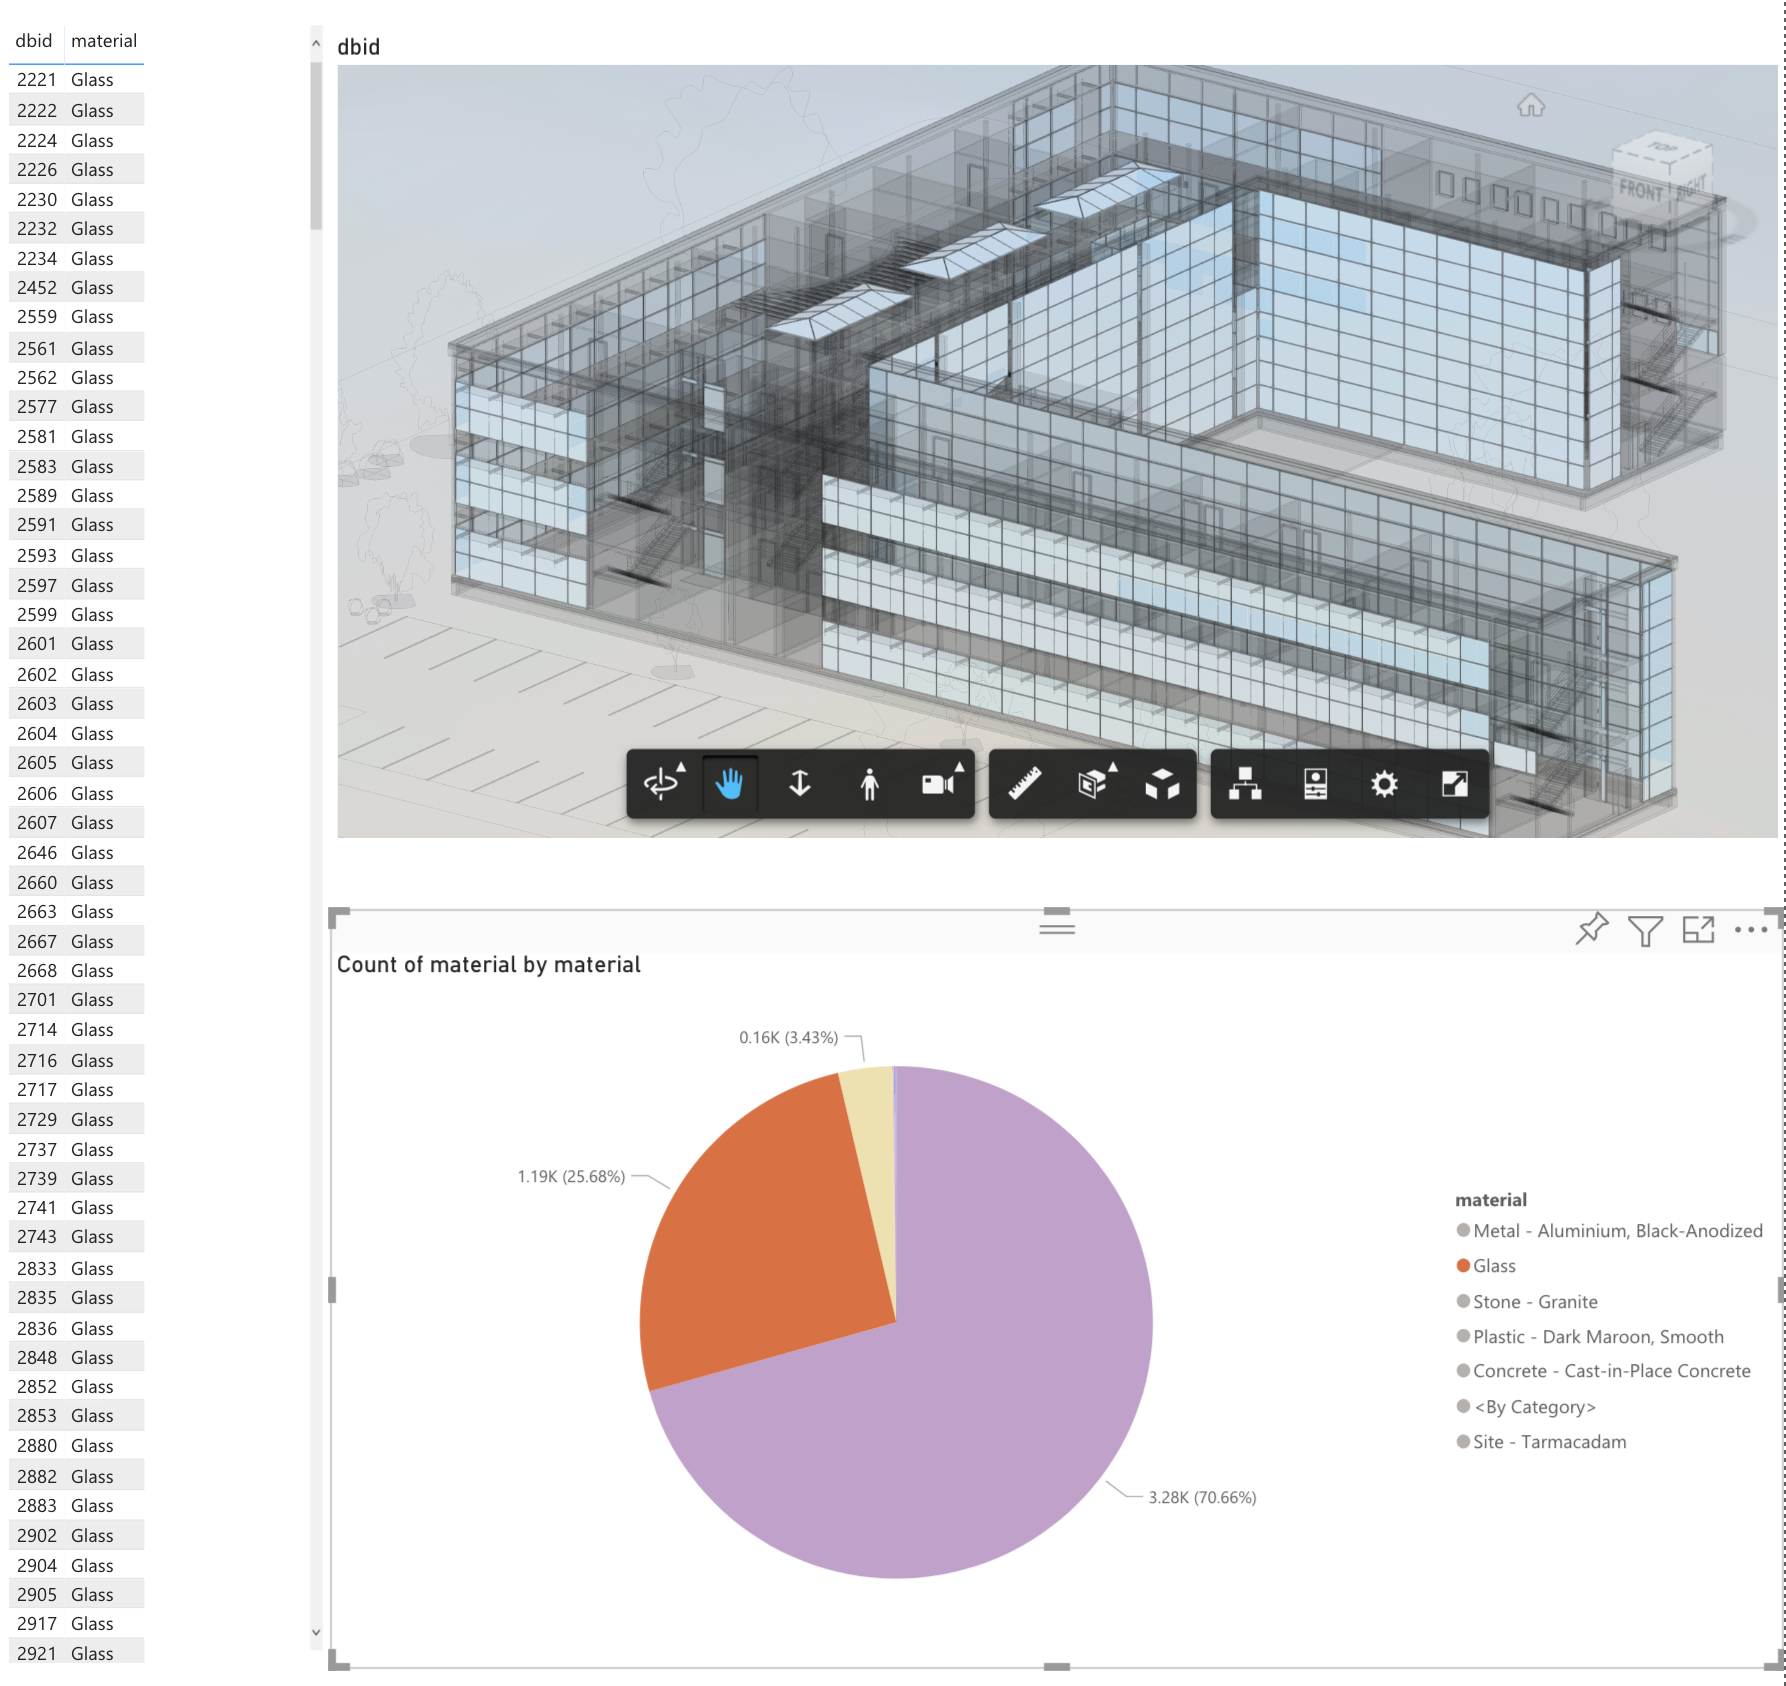 dbid material
2221 Glass
2222 Glass
2224 Glass
2226 Glass
2230 Glass
2232 Glass
2234 Glass
2452 Glass
2559 Glass
2561 Glass
2562 Glass
2577 Glass
2581 Glass
2583 Glass
2589 Glass
2591 Glass
2593 Glass
2597 Glass
2599 Glass
2601 Glass
2602 Glass
2603 Glass
2604 Glass
2605 Glass
2606 Glass
2607 Glass
2646 Glass
2660 Glass
2663 Glass
2667 Glass
2668 Glass
2701 Glass
2714 Glass
2716 Glass
2717 Glass
2729 Glass
2737 Glass
2739 Glass
2741 Glass
2743 Glass
2833 Glass
2835 Glass
2836 Glass
2848 Glass
2852 Glass
2853 Glass
2880 Glass
2882 Glass
2883 Glass
2902 Glass
2904 Glass
2905 Glass
2917 Glass
2921 Glass
dbid
TOP
FRONT RIGHT
Count of material by material
0.16K (3.43%)
1.19K (25.68%)
3.28K (70.66%)
material
Metal - Aluminium, Black-Anodized
Glass
Stone - Granite
Plastic - Dark Maroon, Smooth
Concrete - Cast-in-Place Concrete
<By Category>
Site - Tarmacadam